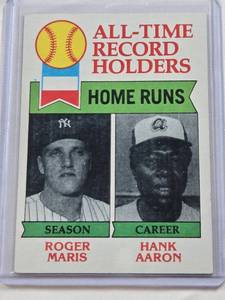 ALL-TIME
RECORD
HOLDERS
HOME RUNS
SEASON CAREER
ROGER HANK
MARIS AARON